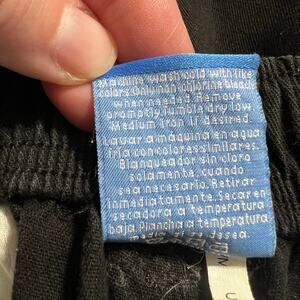 Machine wash cold with like
colors. Only non chlorine bleach
when needed. Remove
promptly. Tumble dry low.
Medium iron if desired.
Lavar a máquina en agua
fría con colores similares.
Blanqueador sin cloro
solamente, cuando
sea necesario. Retirar
inmediatamente. Secar en
secadora a temperatura
baja. Plancha a temperatura
desea.